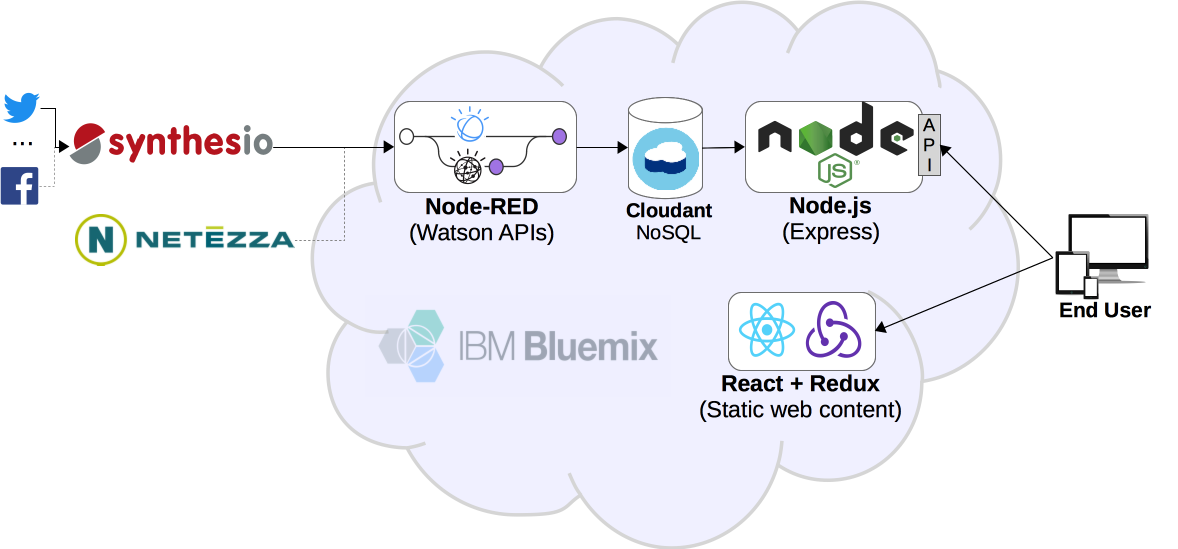 ...
synthesio
NETEZZA
Node-RED
(Watson APIs)
Cloudant
NoSQL
node
JS
®
API
Node.js
(Express)
End User
IBM Bluemix
React + Redux
(Static web content)